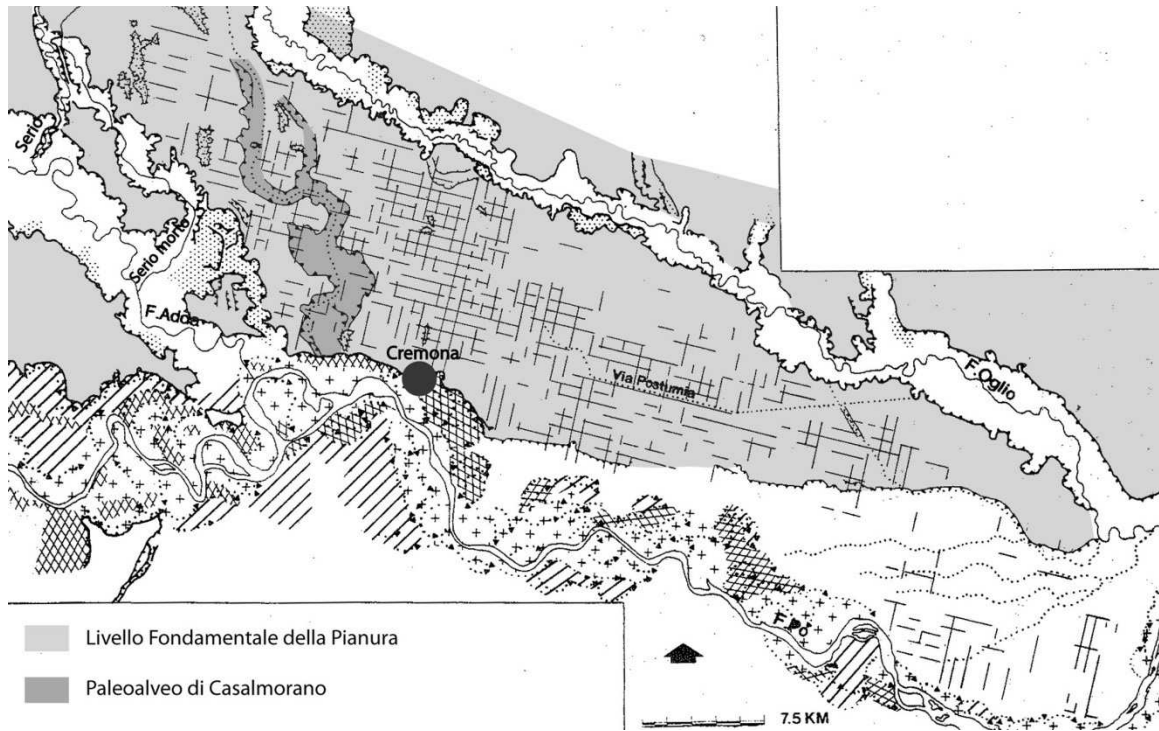 Serio
Serio Morto
F. Adda
Cremona
Via Postumia
F. Oglio
F. Po
Livello Fondamentale della Pianura
Paleoalveo di Casalmorano
7.5 KM